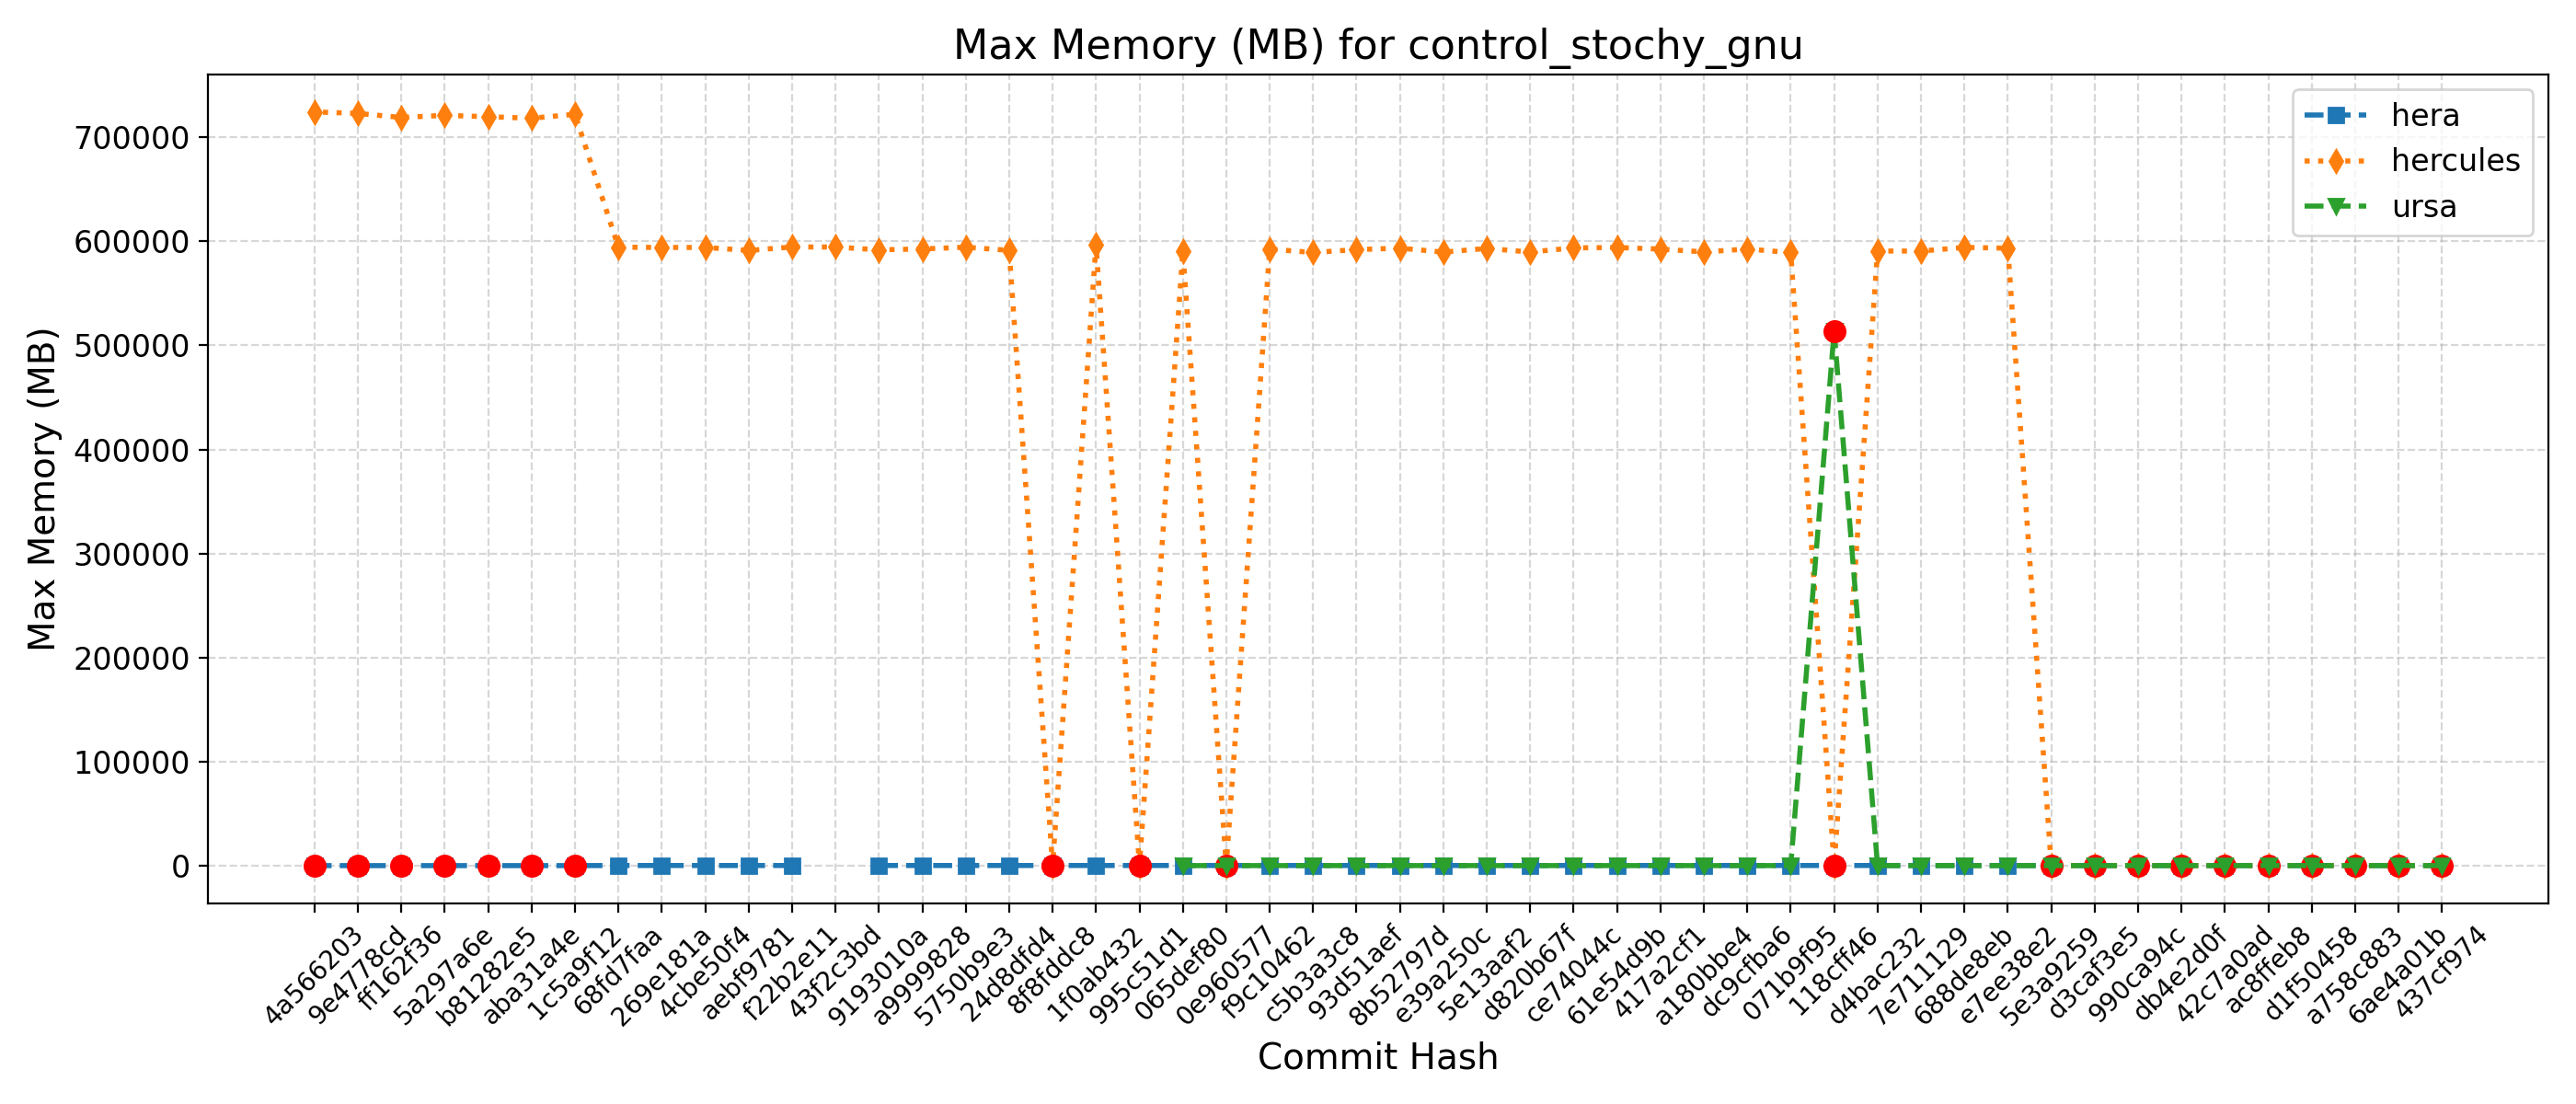 Max Memory (MB) for control_stochy_gnu
hera
hercules
ursa
Max Memory (MB)
700000
600000
500000
400000
300000
200000
100000
0
4a566203
9e4778cd
ff162f36
5a297a6e
b81282e5
aba31a4e
1c5a9f12
68fd7faa
269e181a
4cbe50f4
aebf9781
f22b2e11
43f2c3bd
9193010a
a9999828
5750b9e3
24d8dfd4
8f8fddc8
1f0ab432
995c51d1
065def80
0e960577
f9c10462
c5b3a3c8
93d51aef
8b52797d
e39a250c
5e13aaf2
d820b67f
ce74044c
61e54d9b
417a2cf1
a180bbe4
dc9cfba6
071b9f95
118cff46
d4bac232
7e711129
688de8eb
e7ee38e2
5e3a9259
d3caf3e5
990ca94c
db4e2d0f
42c7a0ad
ac8ffeb8
d1f50458
a758c883
6ae4a01b
437cf974
Commit Hash